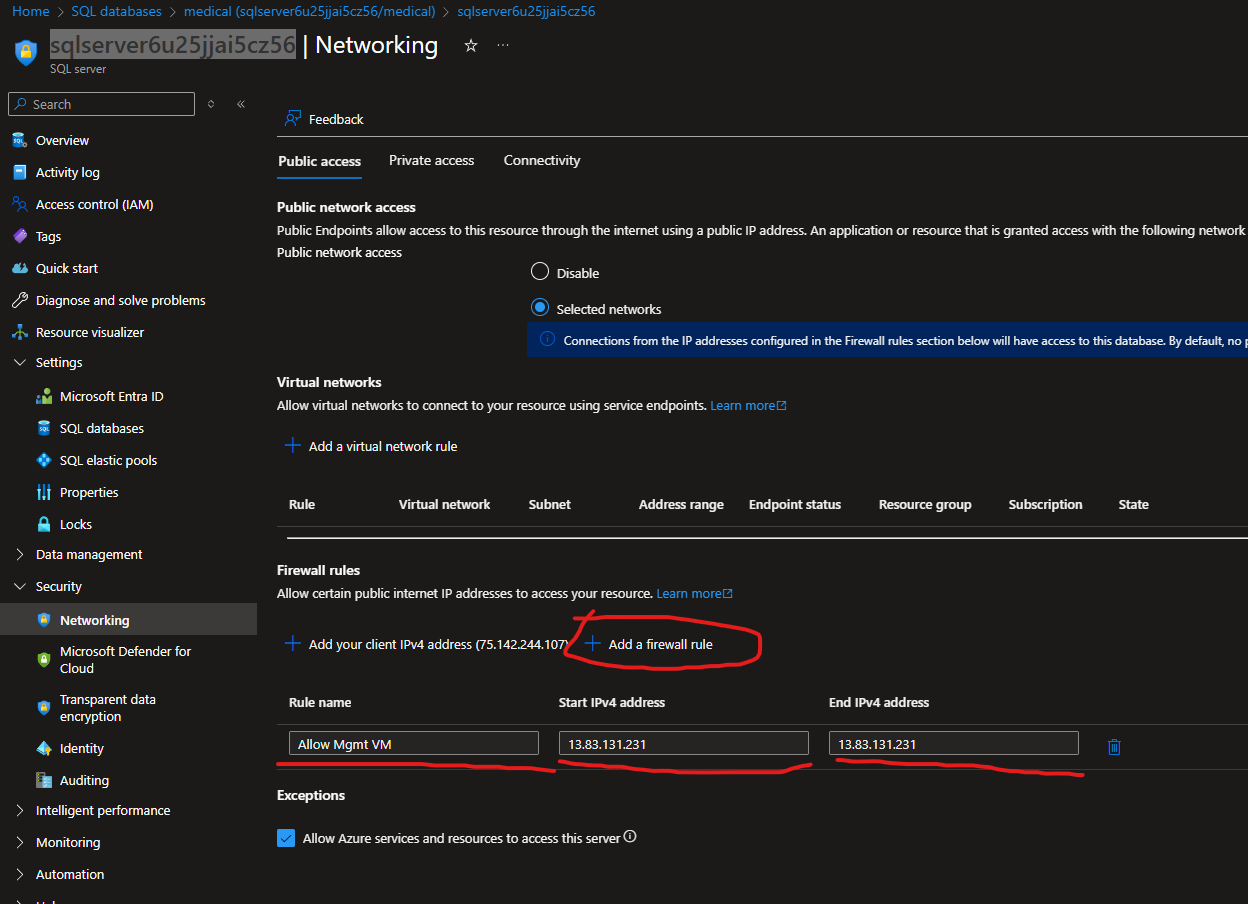 Home > SQL databases > medical (sqlserver6u25jjai5cz56/medical) > sqlserver6u25jjai5cz56
sqlserver6u25jjai5cz56 | Networking
SQL server
Search
Overview
Activity log
Access control (IAM)
Tags
Quick start
Diagnose and solve problems
Resource visualizer
Settings
Microsoft Entra ID
SQL databases
SQL elastic pools
Properties
Locks
Data management
Security
Networking
Microsoft Defender for
Cloud
Transparent data
encryption
Identity
Auditing
Intelligent performance
Monitoring
Automation
Feedback
Public access Private access Connectivity
Public network access
Public Endpoints allow access to this resource through the internet using a public IP address. An application or resource that is granted access with the following network
Public network access
Disable
Selected networks
Connections from the IP addresses configured in the Firewall rules section below will have access to this database. By default, no
Virtual networks
Allow virtual networks to connect to your resource using service endpoints. Learn more
Add a virtual network rule
Rule Virtual network Subnet Address range Endpoint status Resource group Subscription State
Firewall rules
Allow certain public internet IP addresses to access your resource. Learn more
Add your client IPv4 address (75.142.244.107) Add a firewall rule
Rule name Start IPv4 address End IPv4 address
Allow Mgmt VM 13.83.131.231 13.83.131.231
Exceptions
Allow Azure services and resources to access this server